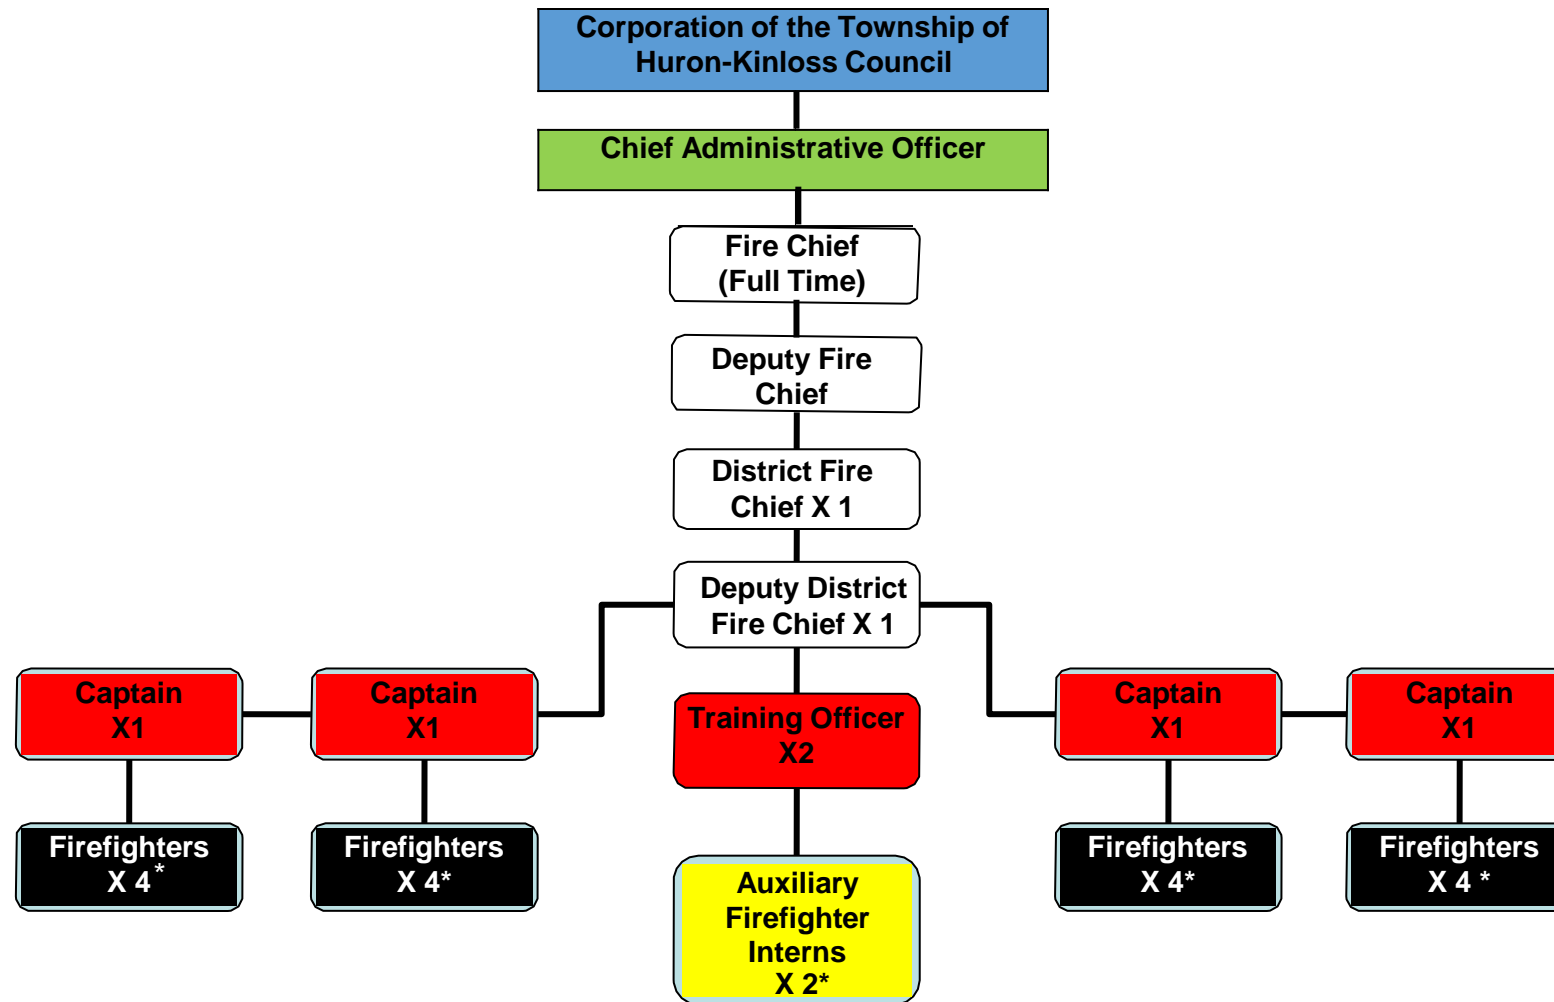 Corporation of the Township of
Huron-Kinloss Council
Chief Administrative Officer
Fire Chief
(Full Time)
Deputy Fire
Chief
District Fire
Chief X 1
Deputy District
Fire Chief X 1
Captain
X1
Captain
X1
Training Officer
X2
Captain
X1
Captain
X1
Firefighters
X 4*
Firefighters
X 4*
Auxiliary
Firefighter
Interns
X 2*
Firefighters
X 4*
Firefighters
X 4 *